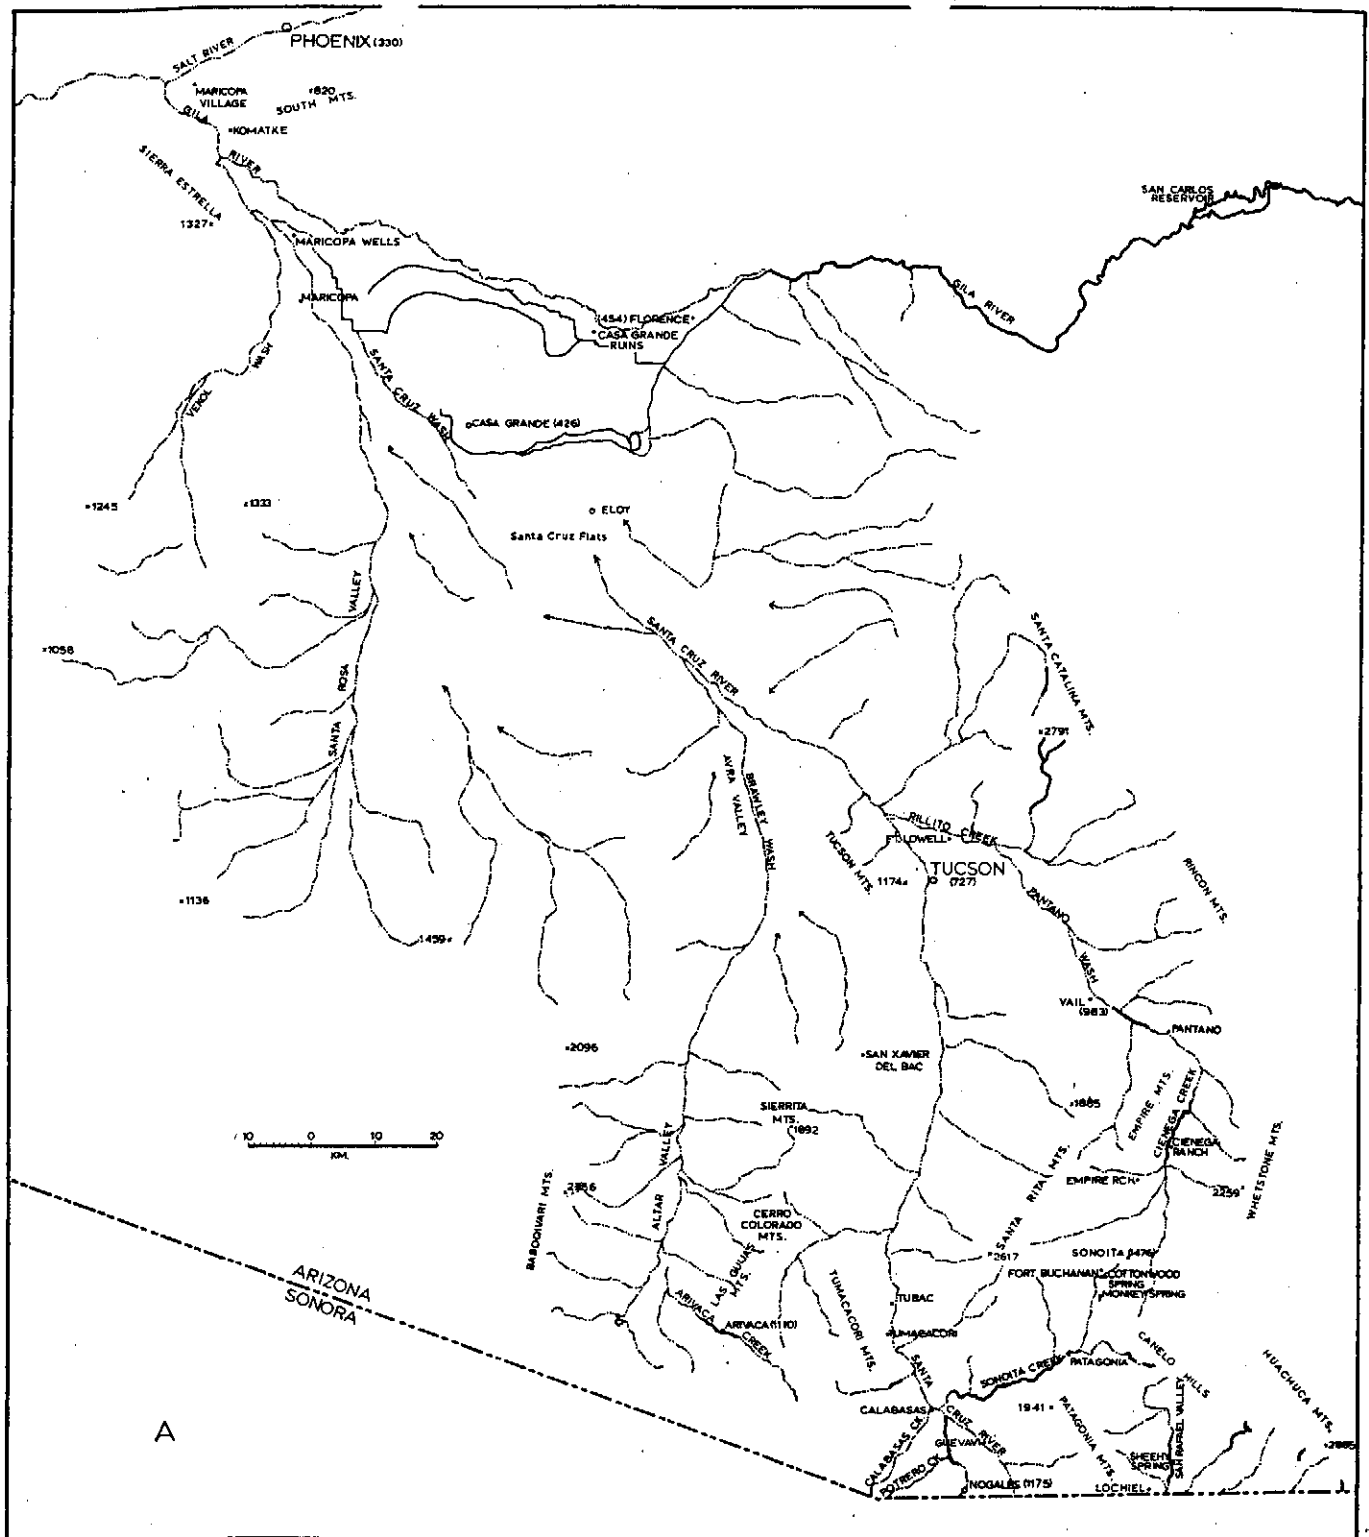 PHOENIX (330)
SALT RIVER
MARICOPA
VILLAGE
820
SOUTH MTS.
GILA
RIVER
KOMATKE
SIERRA ESTRELLA
1327
MARICOPA WELLS
MARICOPA
SAN CARLOS
RESERVOIR
GILA RIVER
(454) FLORENCE
CASA GRANDE
RUINS
SANTA CRUZ WASH
CASA GRANDE (426)
VEKOL
WASH
1245
1333
ELOY
Santa Cruz Flats
SANTA
ROSA
VALLEY
1058
SANTA CRUZ RIVER
SANTA CATALINA MTS.
2791
AVRA VALLEY
BRAWLEY
WASH
RILLITO CREEK
FT. LOWELL
TUCSON MTS.
1174
TUCSON
(727)
RINCON MTS.
PANTANO
WASH
1136
1459
VAIL
(983)
PANTANO
2096
SAN XAVIER
DEL BAC
SIERRITA
MTS.
1892
1885
EMPIRE MTS.
CIENEGA CREEK
CIENEGA
RANCH
WHETSTONE MTS.
10 0 10 20
KM.
EMPIRE RCH
2259
SANTA RITA MTS.
BABOQIVARI MTS.
ALTAR
VALLEY
CERRO
COLORADO
MTS.
2617
SONOITA (1476)
FORT BUCHANAN
COTTONWOOD
SPRING
MONKEY SPRING
LAS GUIJAS
MTS.
ARIZONA
SONORA
TUMACACORI MTS.
TUBAC
ARIVACA
CREEK
ARIVACA (1110)
TUMACACORI
SANTA
CRUZ RIVER
SONOITA CREEK
PATAGONIA
CANELO
HILLS
HUACHUCA MTS.
CALABASAS
1941
PATAGONIA MTS.
SAN RAFAEL VALLEY
A
CALABASAS CK
GUEVAVI
POTRERO CK
SHEEHY
SPRING
2885
NOGALES (1175)
LOCHIEL